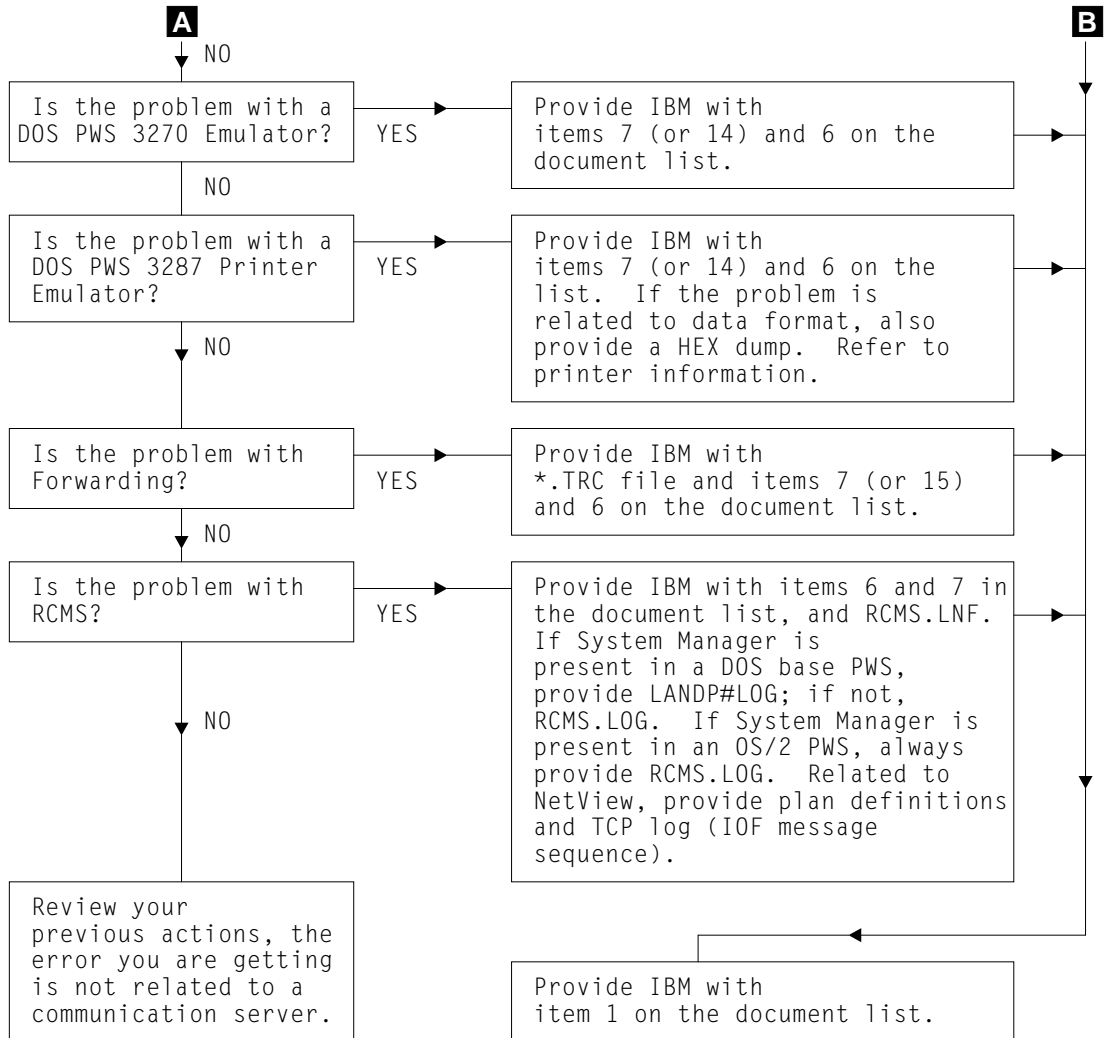 A
B
NO
Is the problem with a
DOS PWS 3270 Emulator?
YES
Provide IBM with
items 7 (or 14) and 6 on the
document list.
NO
Is the problem with a
DOS PWS 3287 Printer
Emulator?
YES
Provide IBM with
items 7 (or 14) and 6 on the
list. If the problem is
related to data format, also
provide a HEX dump. Refer to
printer information.
NO
Is the problem with
Forwarding?
YES
Provide IBM with
*.TRC file and items 7 (or 15)
and 6 on the document list.
NO
Is the problem with
RCMS?
YES
Provide IBM with items 6 and 7 in
the document list, and RCMS.LNF.
If System Manager is
present in a DOS base PWS,
provide LANDP#LOG; if not,
RCMS.LOG. If System Manager is
present in an OS/2 PWS, always
provide RCMS.LOG. Related to
NetView, provide plan definitions
and TCP log (IOF message
sequence).
NO
Review your
previous actions, the
error you are getting
is not related to a
communication server.
Provide IBM with
item 1 on the document list.